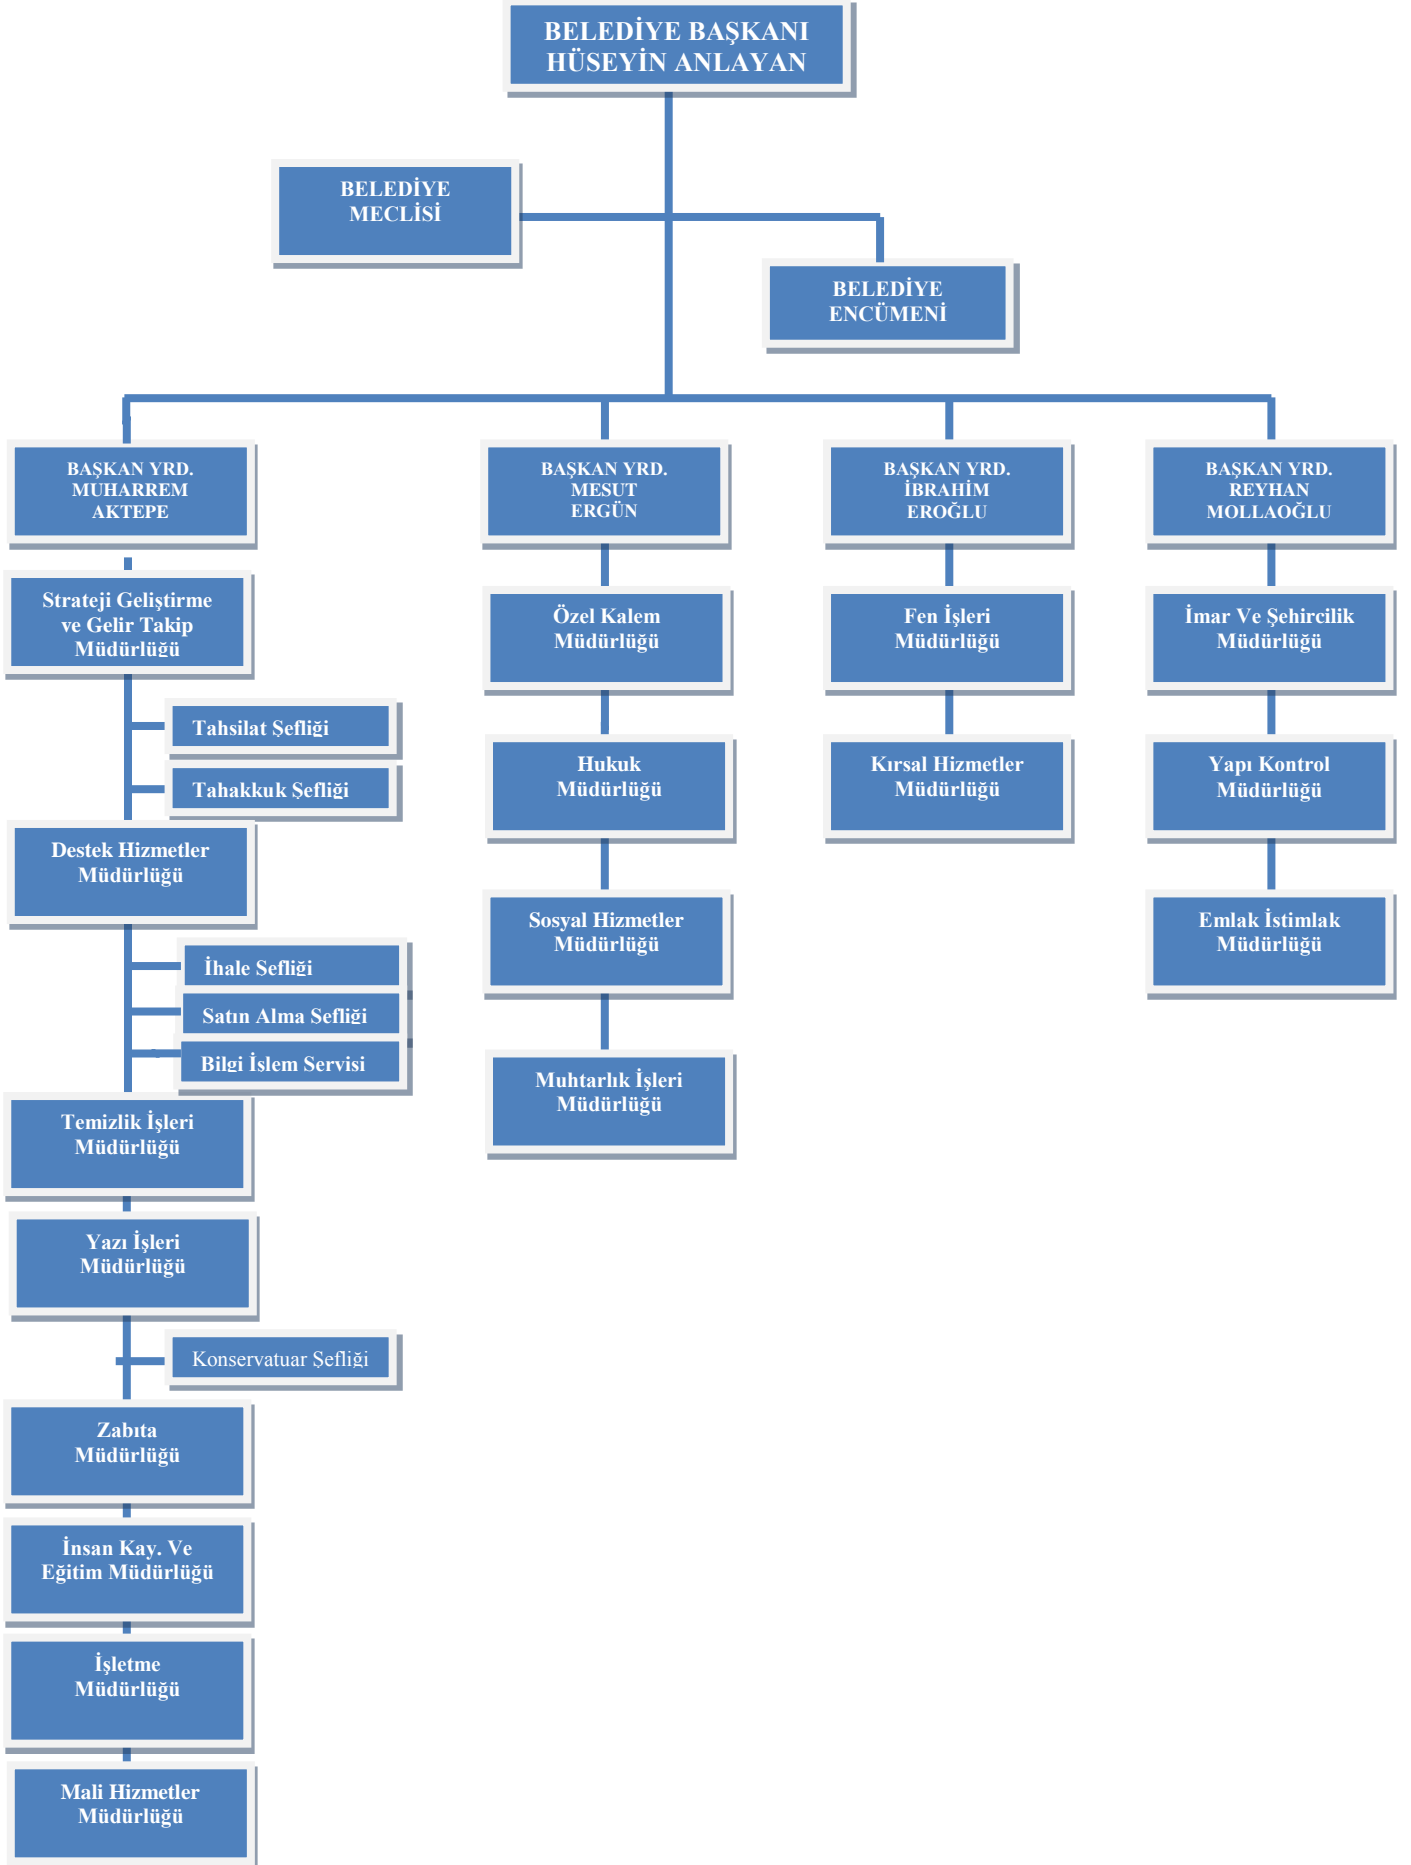 BELEDİYE BAŞKANI
HÜSEYİN ANLAYAN
BELEDİYE
MECLİSİ
BELEDİYE
ENCÜMENİ
BAŞKAN YRD.
MUHARREM
AKTEPE
BAŞKAN YRD.
MESUT
ERGÜN
BAŞKAN YRD.
İBRAHİM
EROĞLU
BAŞKAN YRD.
REYHAN
MOLLAOĞLU
Strateji Geliştirme
ve Gelir Takip
Müdürlüğü
Tahsilat Şefliği
Tahakkuk Şefliği
Destek Hizmetler
Müdürlüğü
İhale Şefliği
Satın Alma Şefliği
Bilgi İşlem Servisi
Temizlik İşleri
Müdürlüğü
Yazı İşleri
Müdürlüğü
Konservatuar Şefliği
Zabıta
Müdürlüğü
İnsan Kay. Ve
Eğitim Müdürlüğü
İşletme
Müdürlüğü
Mali Hizmetler
Müdürlüğü
Özel Kalem
Müdürlüğü
Hukuk
Müdürlüğü
Sosyal Hizmetler
Müdürlüğü
Muhtarlık İşleri
Müdürlüğü
Fen İşleri
Müdürlüğü
Kırsal Hizmetler
Müdürlüğü
İmar Ve Şehircilik
Müdürlüğü
Yapı Kontrol
Müdürlüğü
Emlak İstimlak
Müdürlüğü